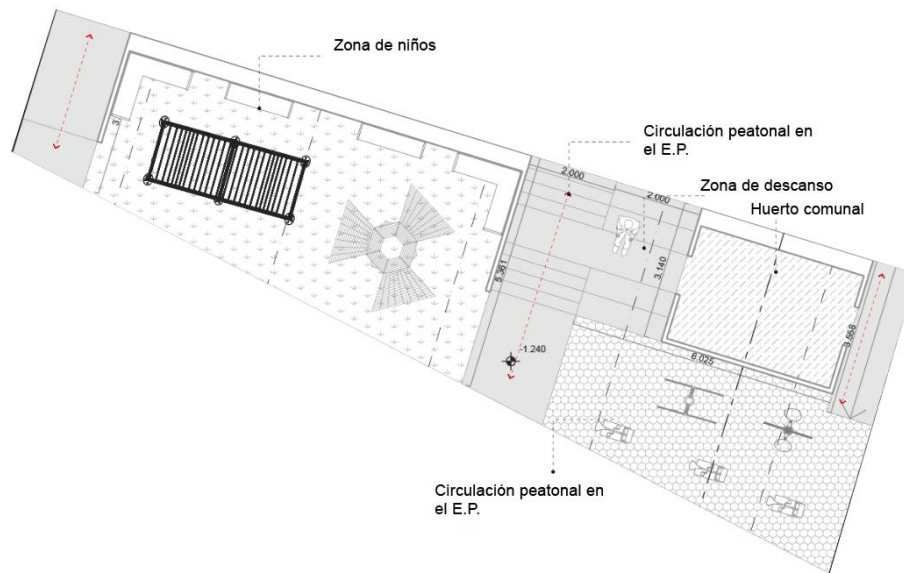 Zona de niños
Circulación peatonal en
el E.P.
2.000
Zona de descanso
2.000
Huerto comunal
3
5.361
3.140
3.558
-1.240
6.025
Circulación peatonal en
el E.P.